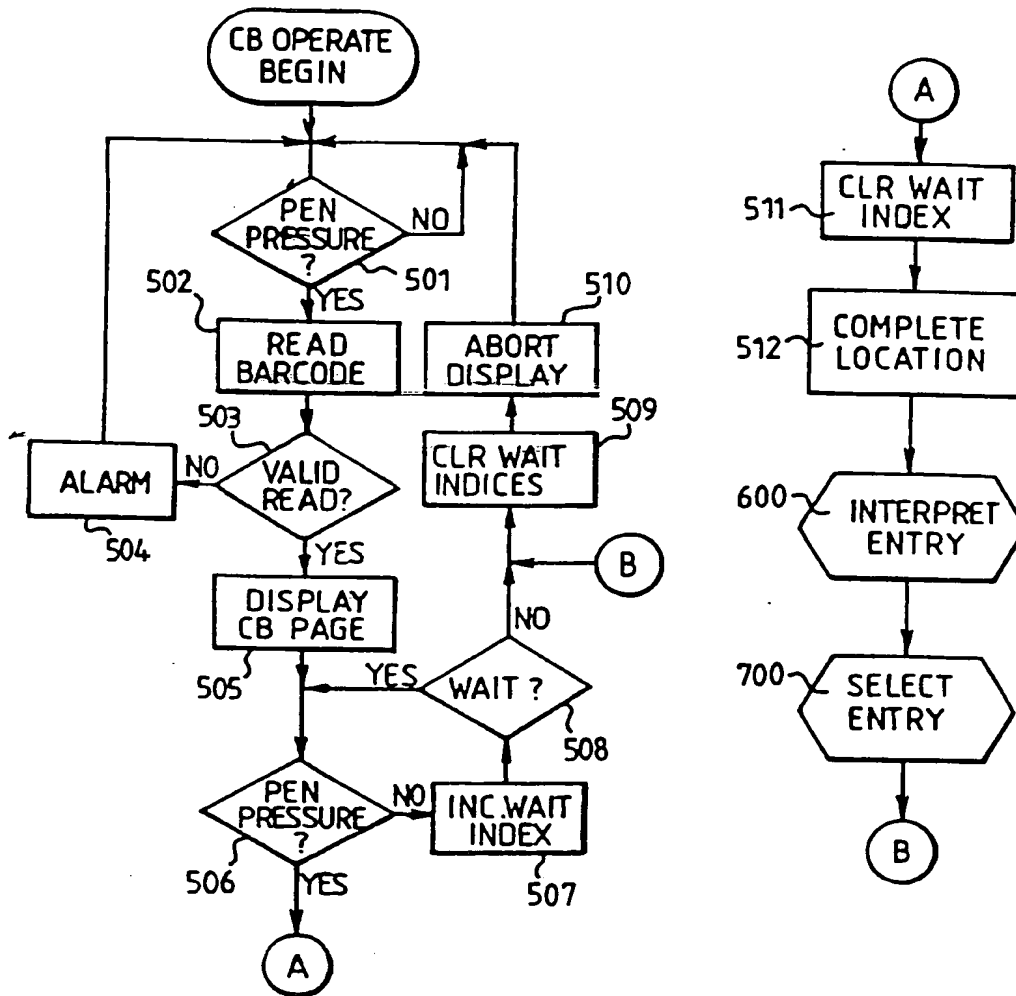 CB OPERATE
BEGIN
PEN
PRESSURE
?
NO
501
YES
502
READ
BARCODE
503
VALID
READ?
NO
ALARM
504
YES
DISPLAY
CB PAGE
505
PEN
PRESSURE
?
NO
506
YES
A
INC. WAIT
INDEX
507
WAIT ?
YES
NO
508
B
CLR WAIT
INDICES
509
ABORT
DISPLAY
510
A
CLR WAIT
INDEX
511
COMPLETE
LOCATION
512
INTERPRET
ENTRY
600
SELECT
ENTRY
700
B